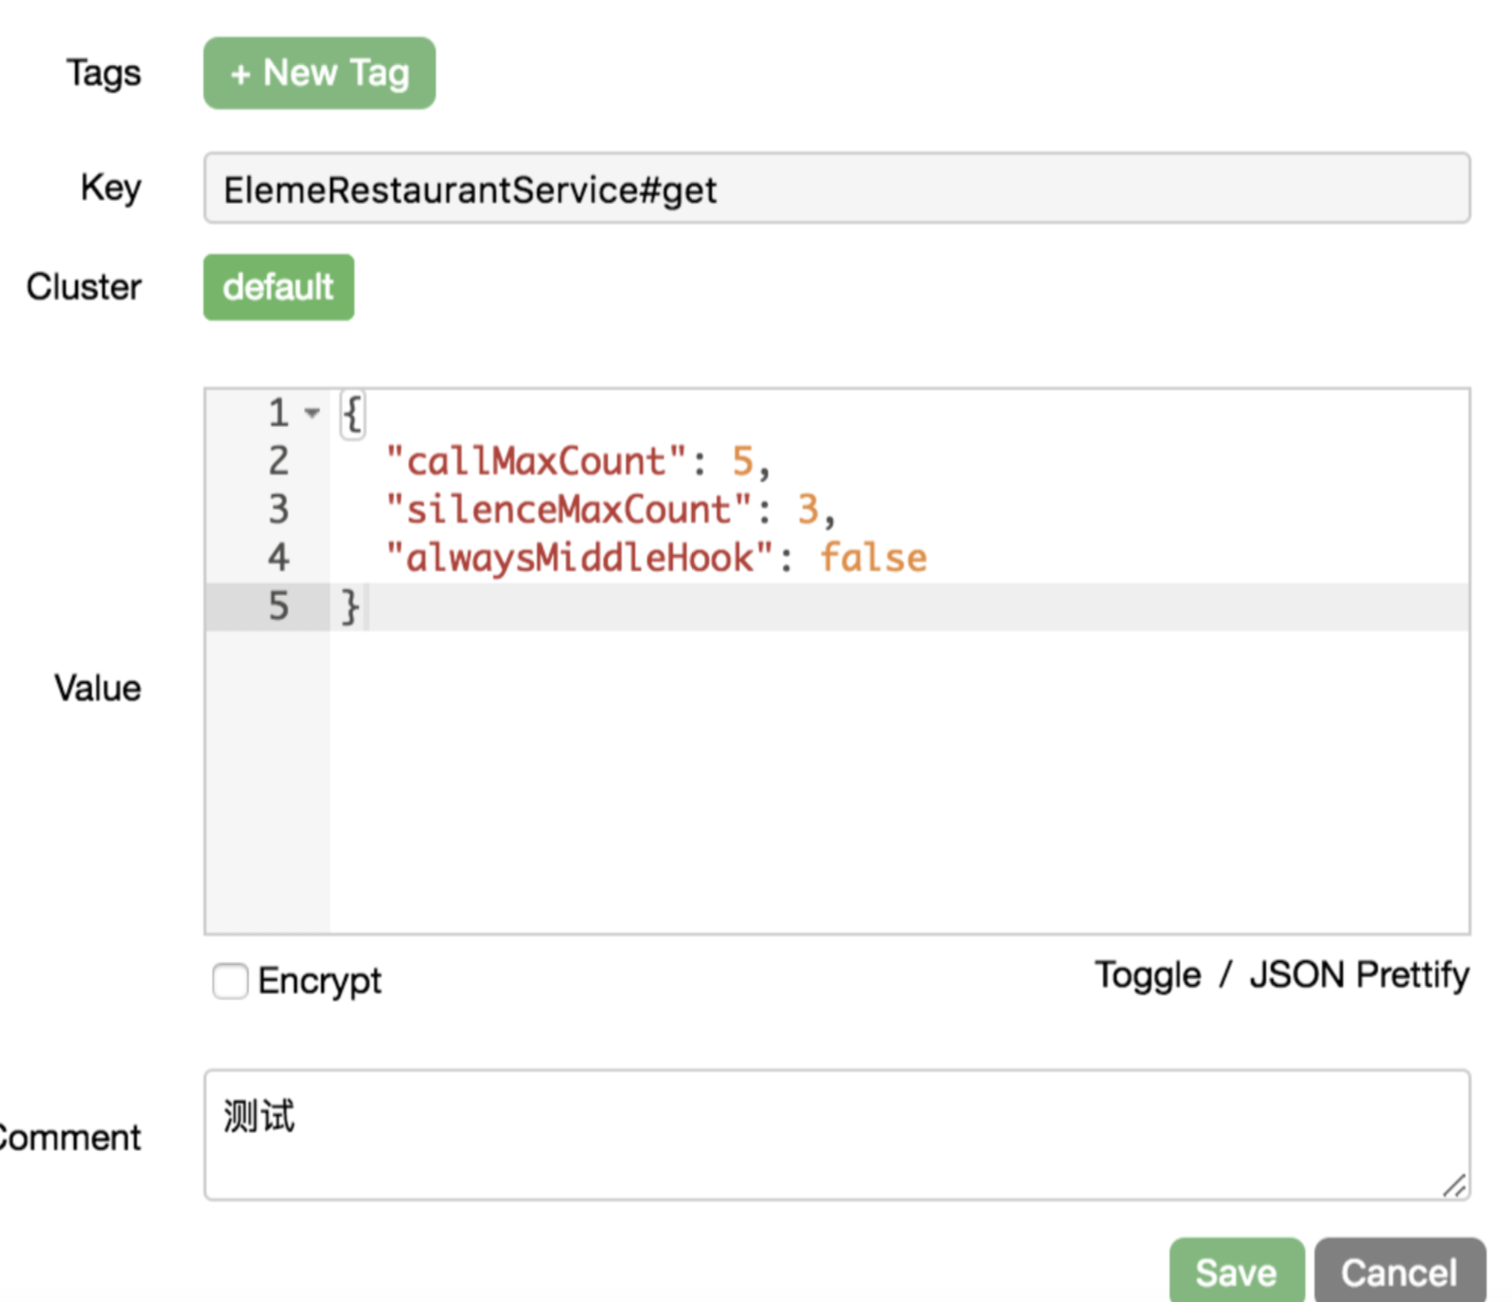 Tags
+ New Tag
Key
ElemeRestaurantService#get
Cluster
default
Value
1 {
2 "callMaxCount": 5,
3 "silenceMaxCount": 3,
4 "alwaysMiddleHook": false
5 }
Encrypt
Toggle / JSON Prettify
Comment
测试
Save Cancel